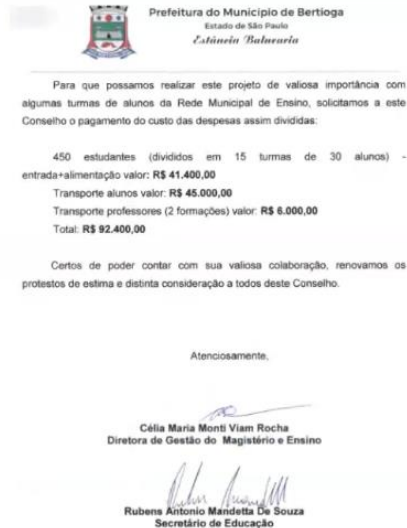 Prefeitura do Município de Bertioga
Estado de São Paulo
Estância Balneária
Para que possamos realizar este projeto de valiosa importância com
algumas turmas de alunos da Rede Municipal de Ensino, solicitamos a este
Conselho o pagamento do custo das despesas assim divididas:
450 estudantes (divididos em 15 turmas de 30 alunos) -
entrada+alimentação valor: R$ 41.400,00
Transporte alunos valor: R$ 45.000,00
Transporte professores (2 formações) valor: R$ 6.000,00
Total: R$ 92.400,00
Certos de poder contar com sua valiosa colaboração, renovamos os
protestos de estima e distinta consideração a todos deste Conselho.
Atenciosamente,
Célia Maria Monti Viam Rocha
Diretora de Gestão do Magistério e Ensino
Rubens Antonio Mandetta De Souza
Secretário de Educação